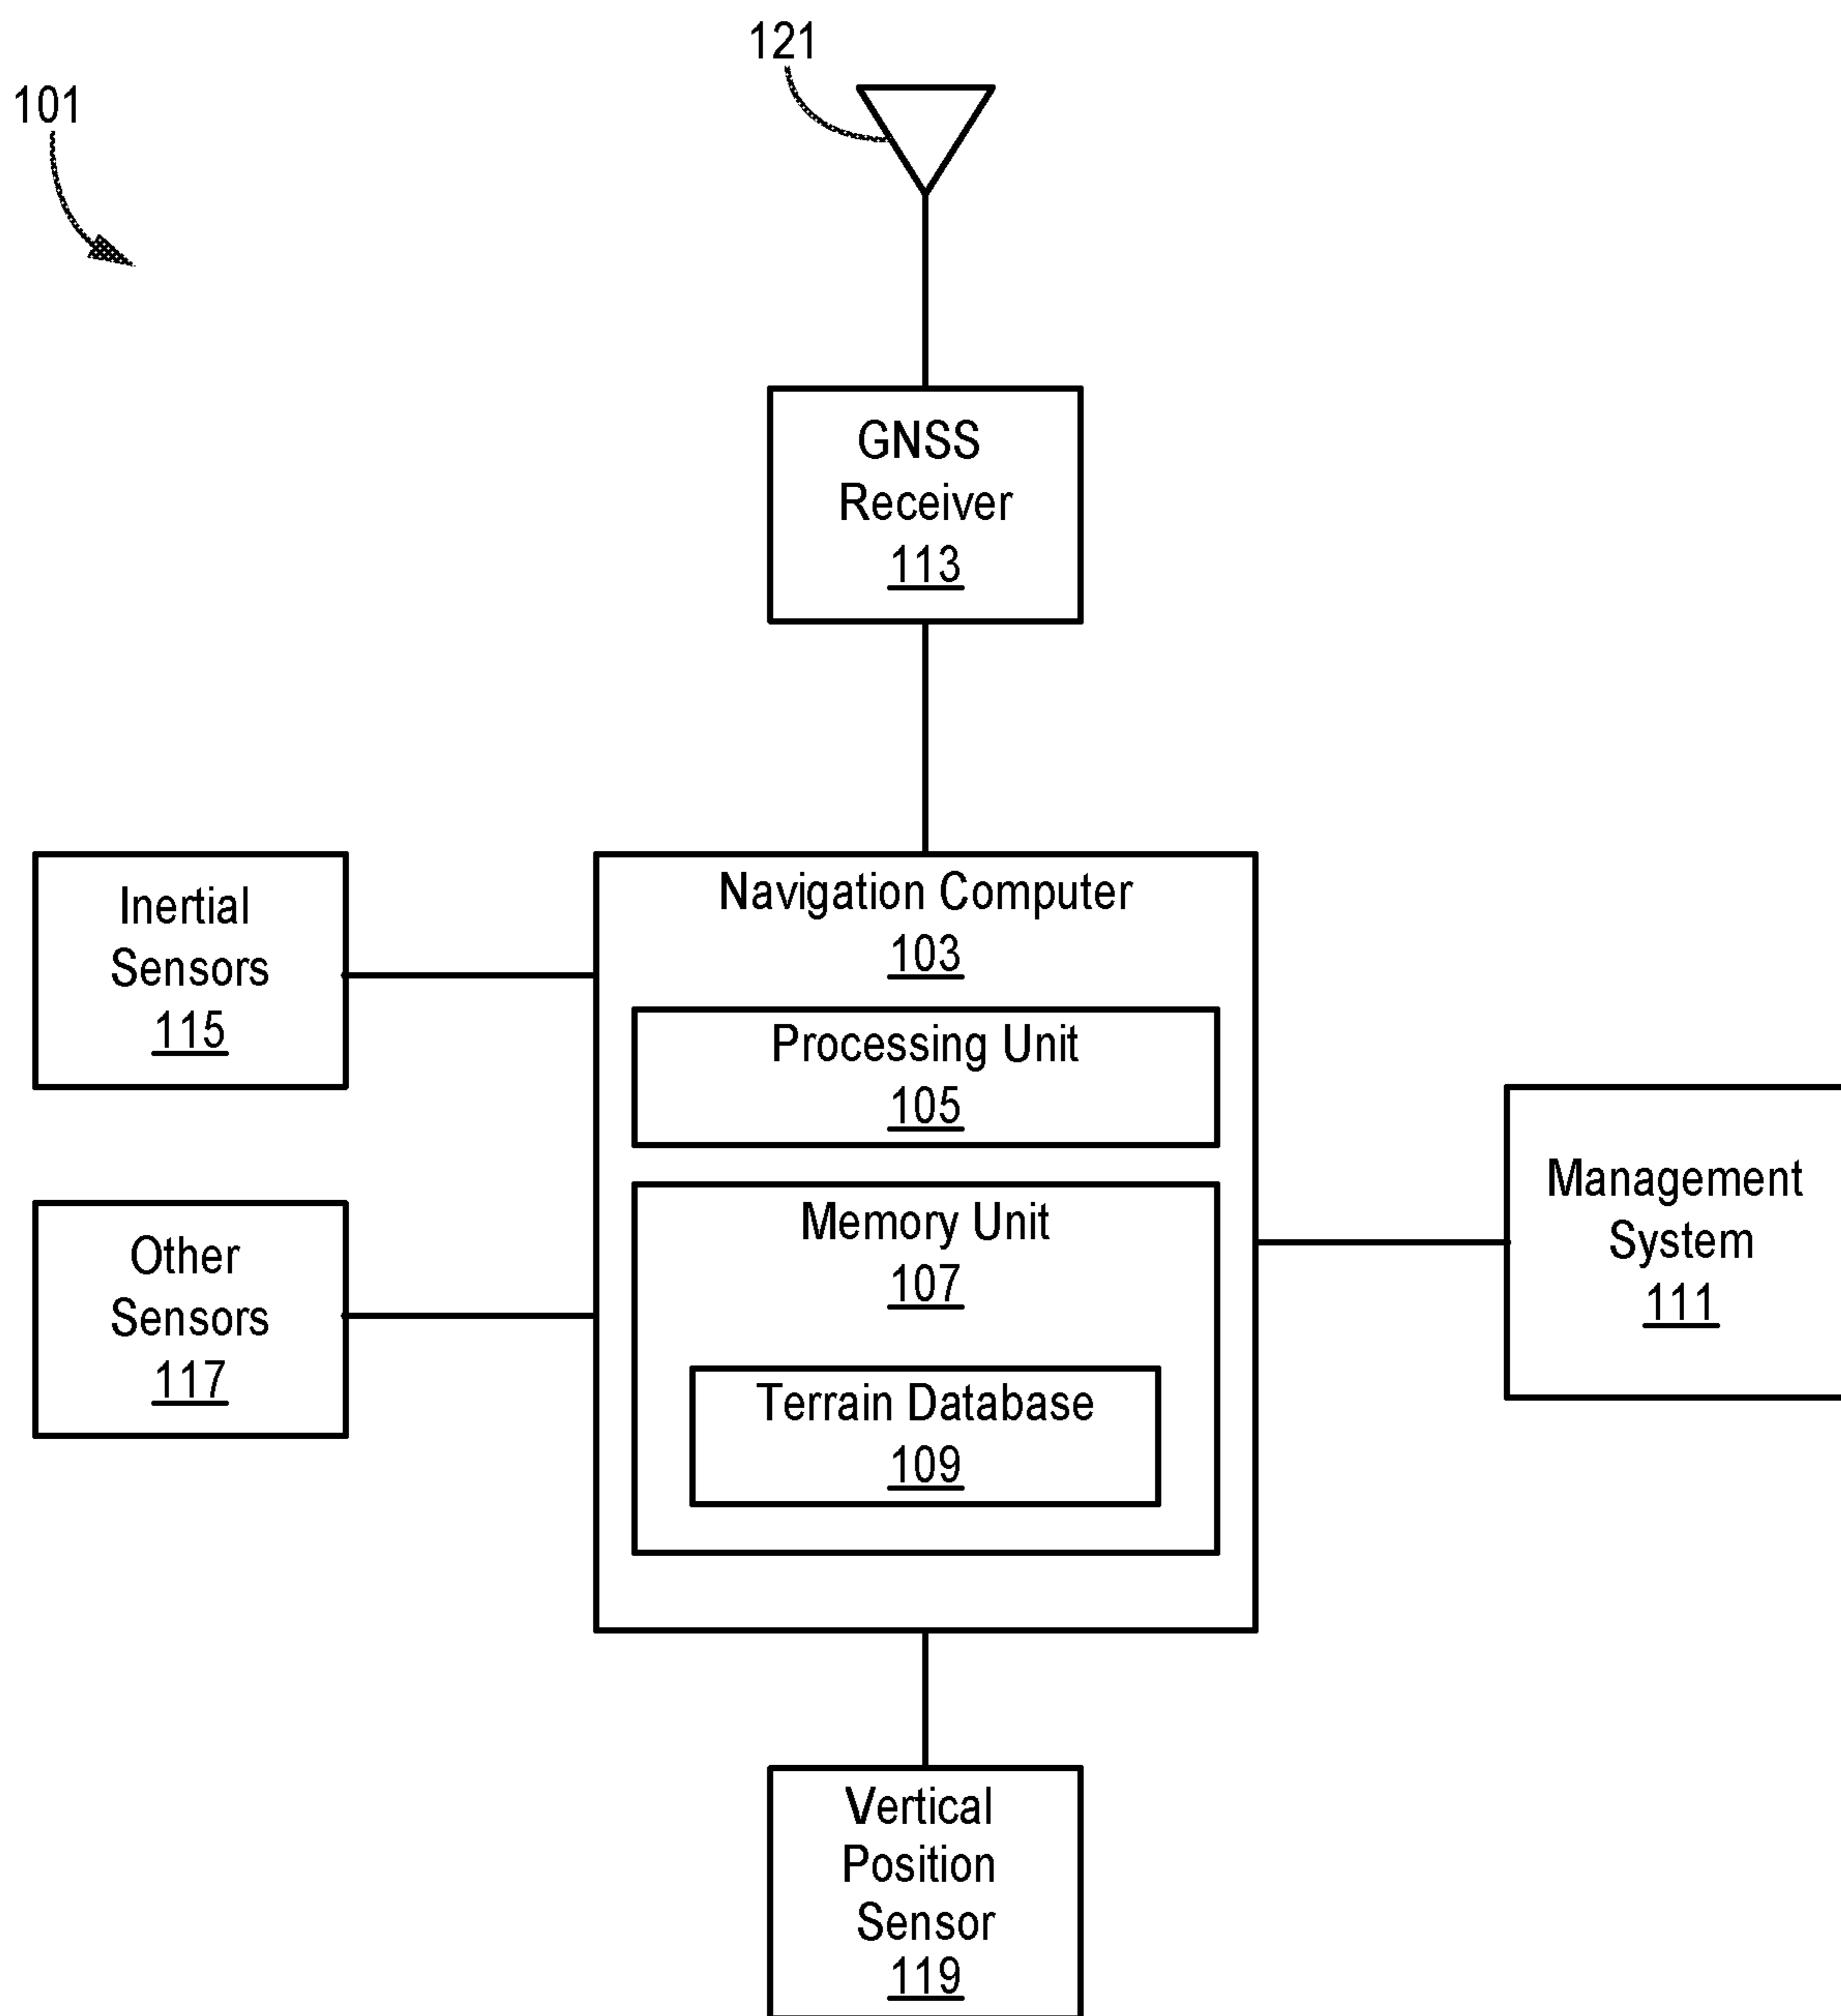 121
101
GNSS
Receiver
113
Inertial
Sensors
115
Navigation Computer
103
Processing Unit
105
Other
Sensors
117
Memory Unit
107
Terrain Database
109
Management
System
111
Vertical
Position
Sensor
119